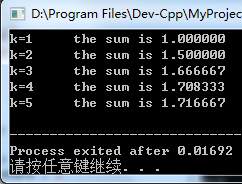 D:\Program Files\Dev-Cpp\MyProjec
k=1 the sum is 1.000000
k=2 the sum is 1.500000
k=3 the sum is 1.666667
k=4 the sum is 1.708333
k=5 the sum is 1.716667
--------------------------------
Process exited after 0.01692
请按任意键继续. . .